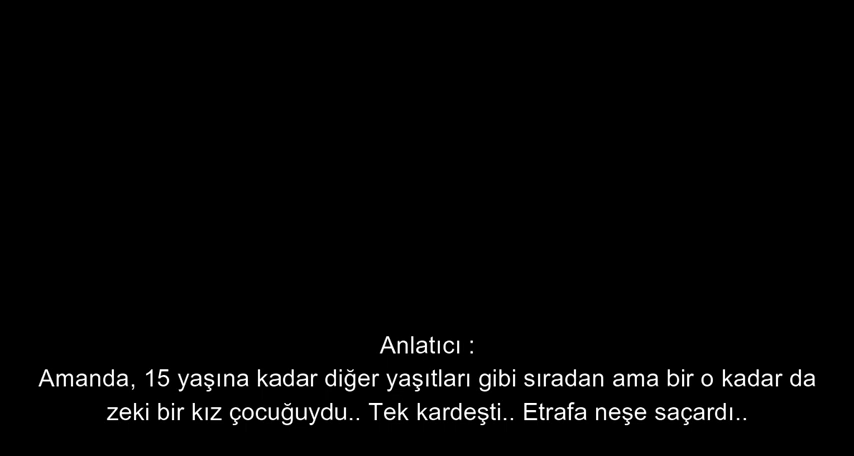 Anlatıcı :
Amanda, 15 yaşına kadar diğer yaşıtları gibi sıradan ama bir o kadar da
zeki bir kız çocuğuydu.. Tek kardeşti.. Etrafa neşe saçardı..